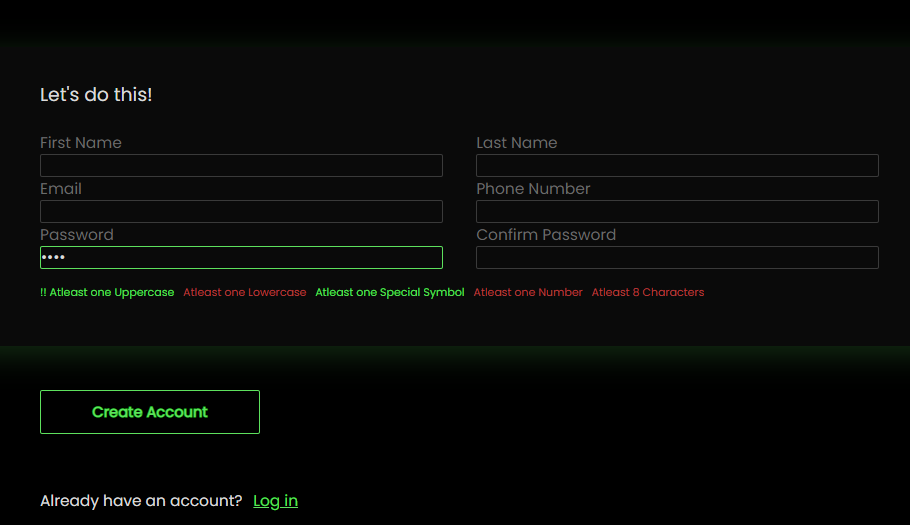 Let's do this!
First Name
Last Name
Email
Phone Number
Password
Confirm Password
••••
!! Atleast one Uppercase Atleast one Lowercase Atleast one Special Symbol Atleast one Number Atleast 8 Characters
Create Account
Already have an account? Log in